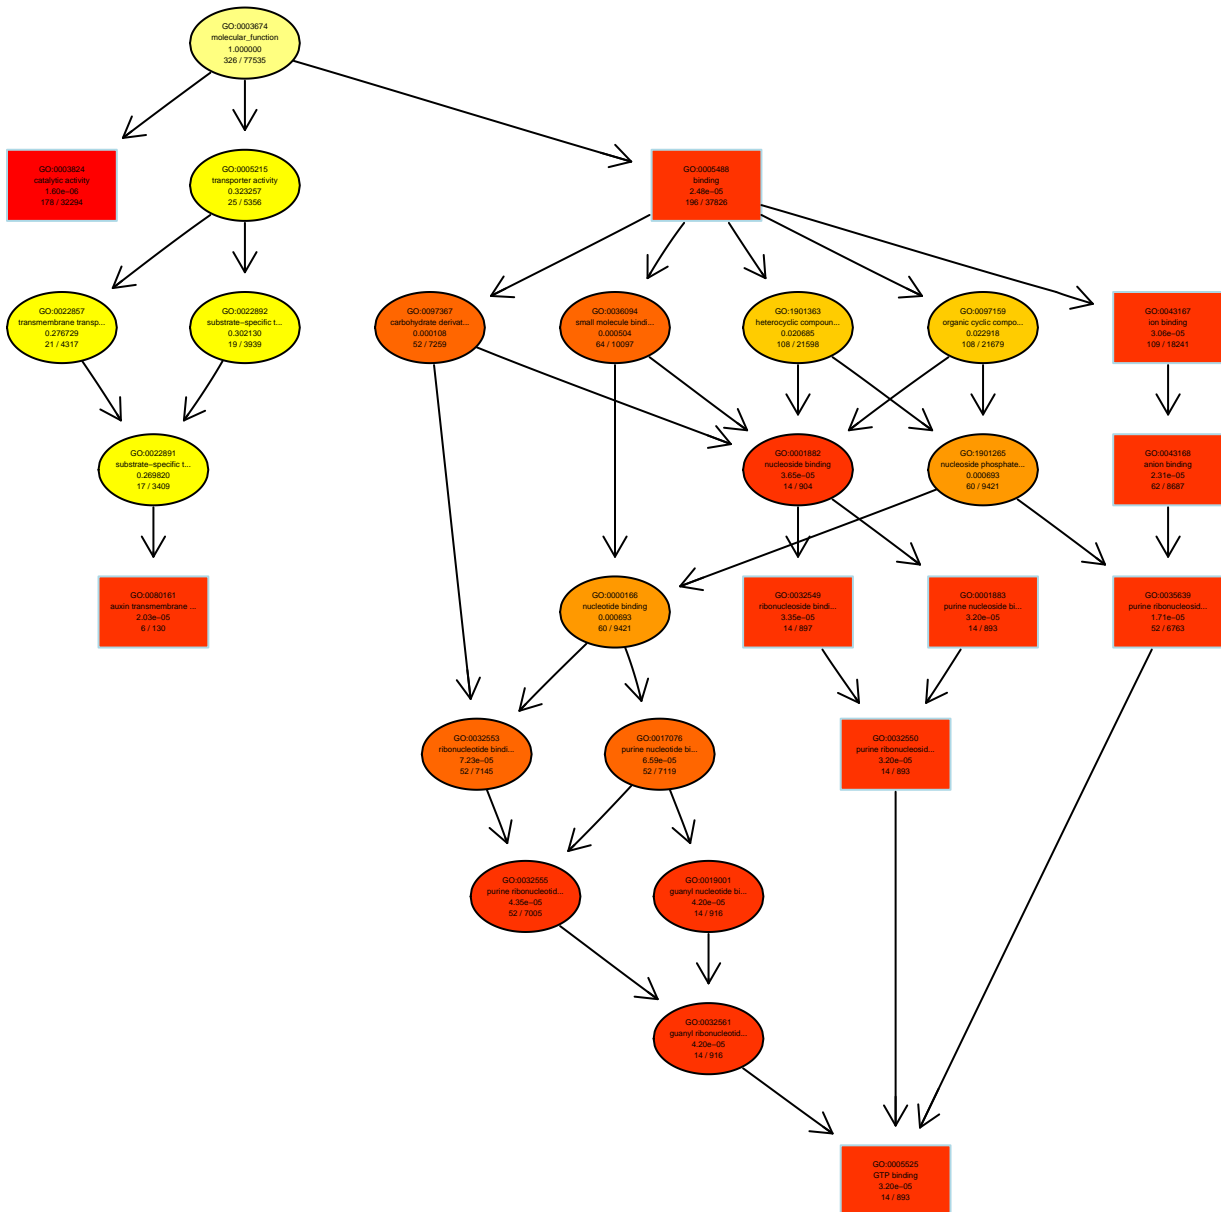 GO:0003674
molecular_function
1.000000
326 / 77535
GO:0003824
catalytic activity
1.60e−06
178 / 32294
GO:0005215
transporter activity
0.323257
25 / 5356
GO:0005488
binding
2.48e−05
196 / 37826
GO:0022857
transmembrane transp...
0.276729
21 / 4317
GO:0022892
substrate−specific t...
0.302130
19 / 3939
GO:0097367
carbohydrate derivat...
0.000108
52 / 7259
GO:0036094
small molecule bindi...
0.000504
64 / 10097
GO:1901363
heterocyclic compoun...
0.020685
108 / 21598
GO:0097159
organic cyclic compo...
0.022918
108 / 21679
GO:0043167
ion binding
3.06e−05
109 / 18241
GO:0022891
substrate−specific t...
0.269820
17 / 3409
GO:0001882
nucleoside binding
3.65e−05
14 / 904
GO:1901265
nucleoside phosphate...
0.000693
60 / 9421
GO:0043168
anion binding
2.31e−05
62 / 8687
GO:0080161
auxin transmembrane ...
2.03e−05
6 / 130
GO:0000166
nucleotide binding
0.000693
60 / 9421
GO:0032549
ribonucleoside bindi...
3.35e−05
14 / 897
GO:0001883
purine nucleoside bi...
3.20e−05
14 / 893
GO:0035639
purine ribonucleosid...
1.71e−05
52 / 6763
GO:0032553
ribonucleotide bindi...
7.23e−05
52 / 7145
GO:0017076
purine nucleotide bi...
6.59e−05
52 / 7119
GO:0032550
purine ribonucleosid...
3.20e−05
14 / 893
GO:0032555
purine ribonucleotid...
4.35e−05
52 / 7005
GO:0019001
guanyl nucleotide bi...
4.20e−05
14 / 916
GO:0032561
guanyl ribonucleotid...
4.20e−05
14 / 916
GO:0005525
GTP binding
3.20e−05
14 / 893